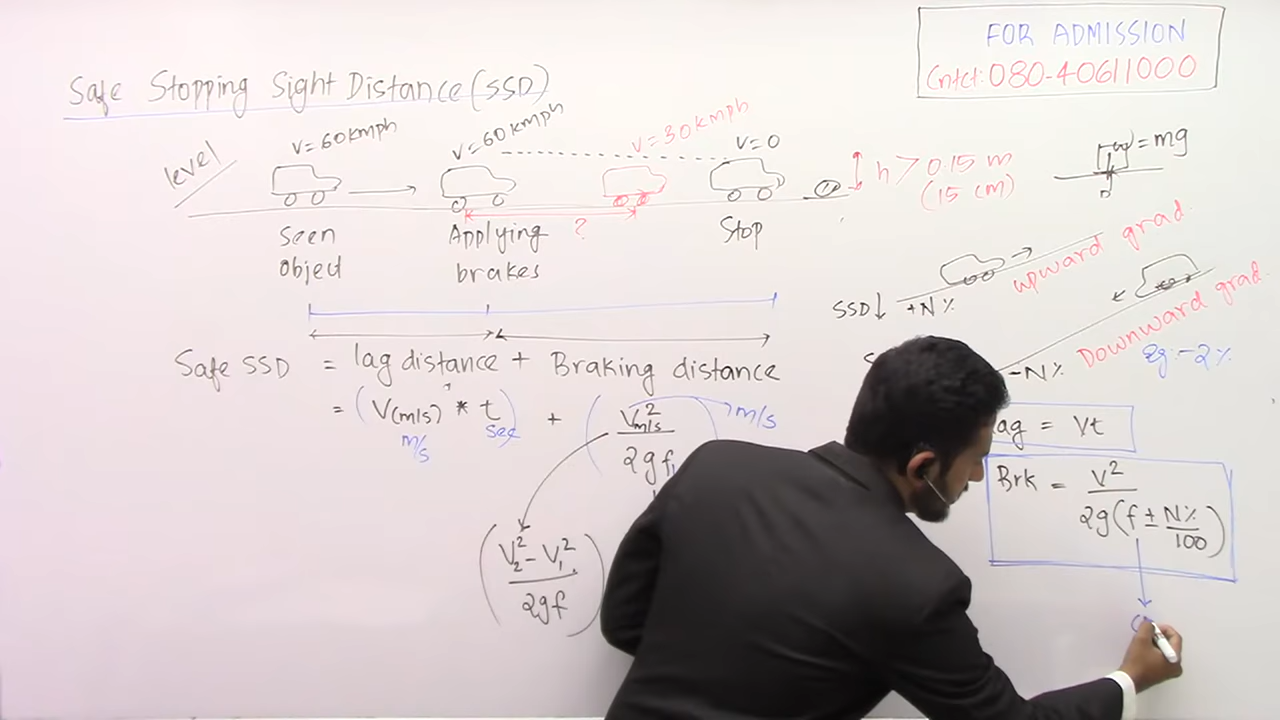 FOR ADMISSION
Cntct: 080-40611000
Safe Stopping Sight Distance (SSD)
level
V=60kmph
V=60kmph
V=30kmph
V=0
h > 0.15 m
(15 cm)
= mg
Seen
object
Applying
brakes
?
Stop
upward grad.
SSD↓ +N%
Downward grad.
-N%
Eg:-2%
Safe SSD = lag distance + Braking distance
= (V(m/s) * t) + (V²m/s / 2gf
m/s
sec
m/s
(V₂² - V₁² / 2gf)
lag = Vt
Brk = V² / 2g(f ± N%/100)